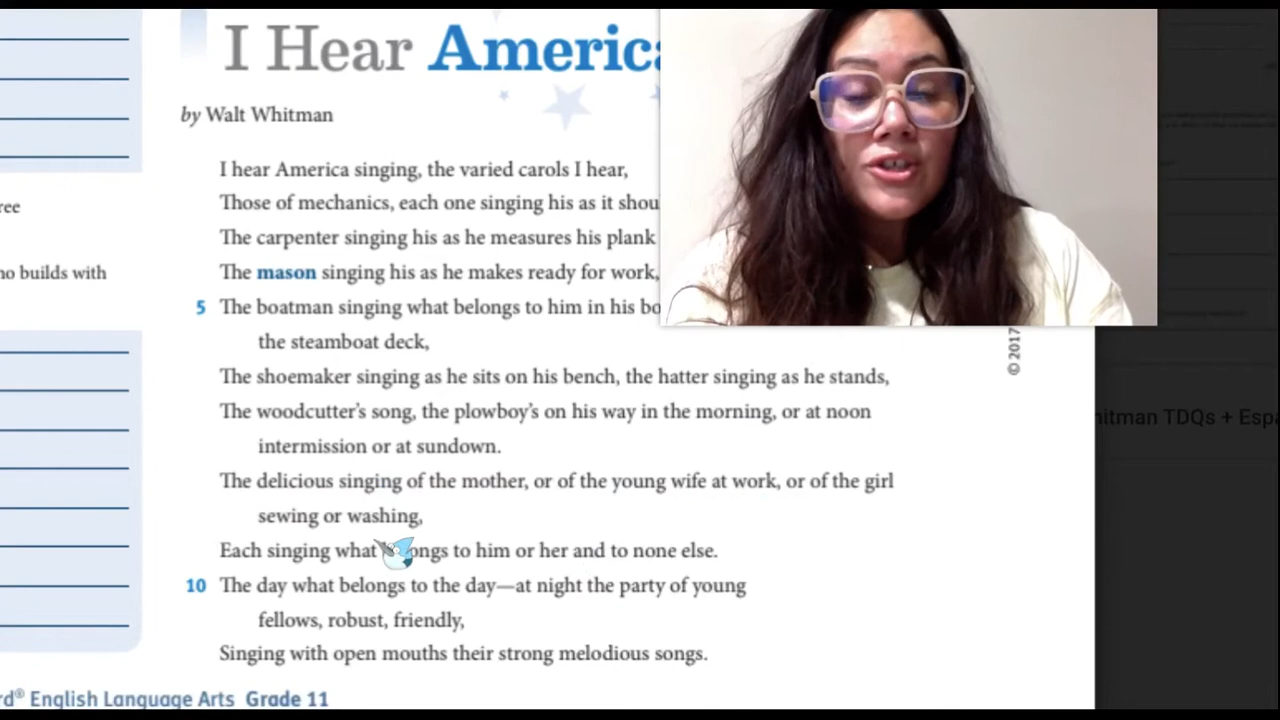 I Hear America
by Walt Whitman
I hear America singing, the varied carols I hear,
Those of mechanics, each one singing his as it shou
The carpenter singing his as he measures his plank
The mason singing his as he makes ready for work,
5 The boatman singing what belongs to him in his bo
the steamboat deck,
The shoemaker singing as he sits on his bench, the hatter singing as he stands,
The woodcutter's song, the plowboy's on his way in the morning, or at noon
intermission or at sundown.
The delicious singing of the mother, or of the young wife at work, or of the girl
sewing or washing,
Each singing what ongs to him or her and to none else.
10 The day what belongs to the day—at night the party of young
fellows, robust, friendly,
Singing with open mouths their strong melodious songs.
ree
no builds with
© 2017
hitman TDQs + Espa
rd® English Language Arts Grade 11